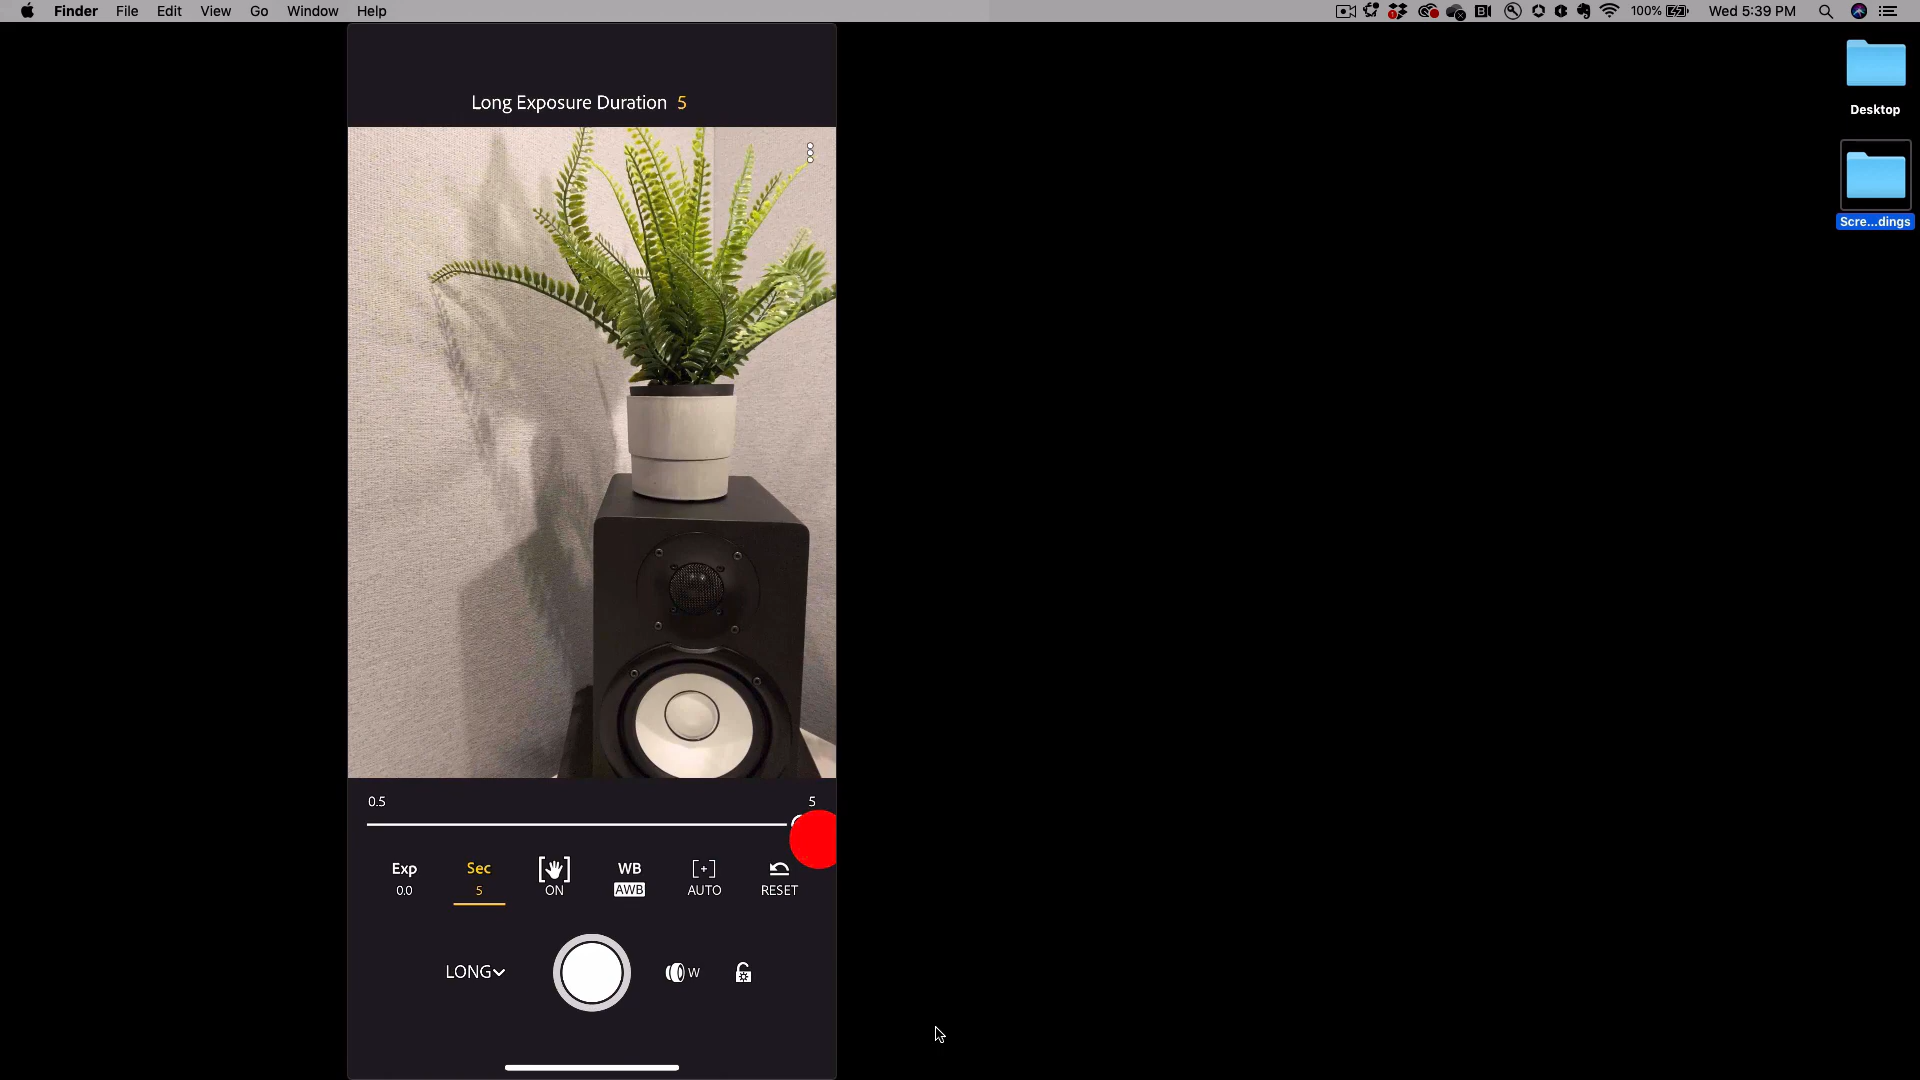 Finder File Edit View Go Window Help 100% Wed 5:39 PM
Desktop
Scre...dings
Long Exposure Duration 5
0.5 5
Exp Sec WB
0.0 5 ON AWB AUTO RESET
LONG W